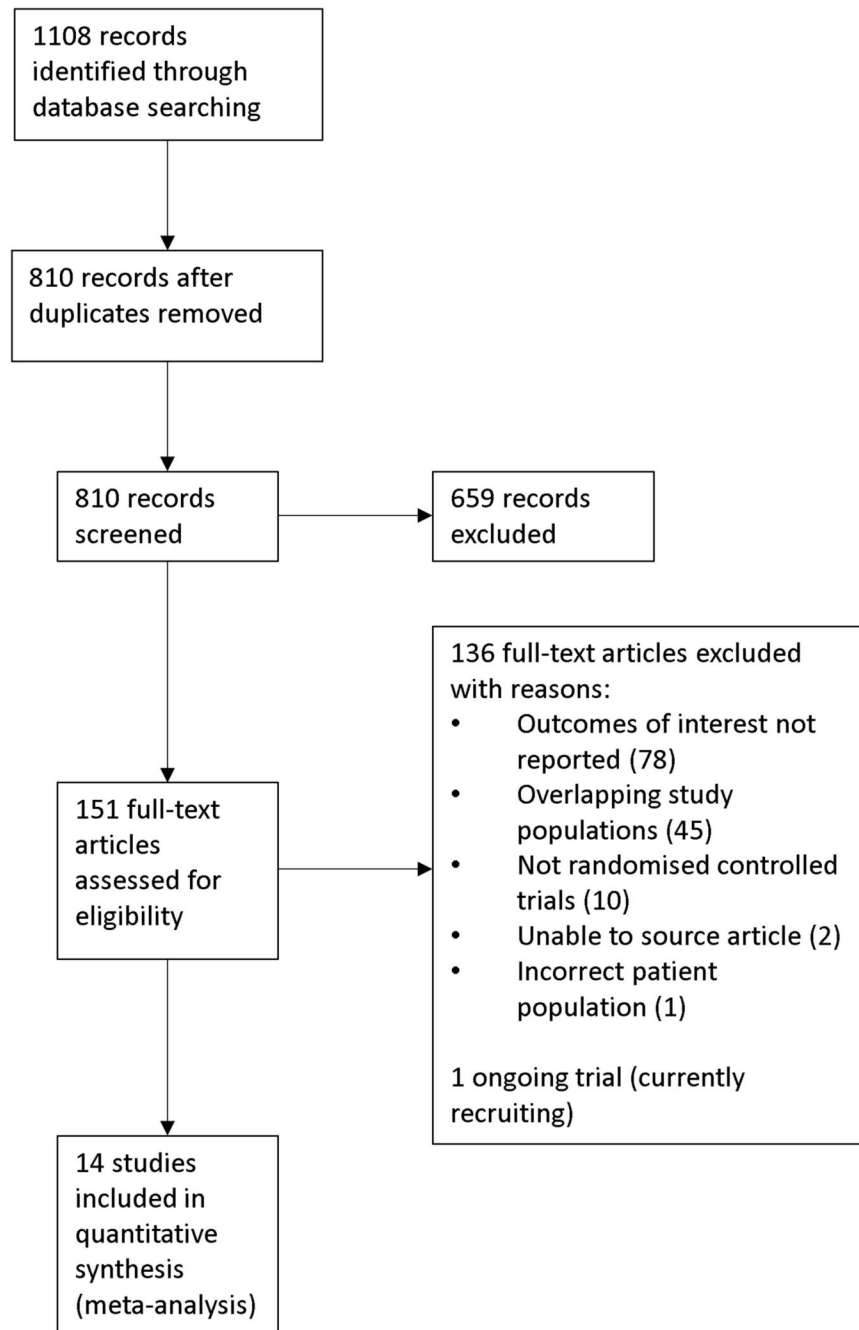 1108 records
identified through
database searching
810 records after
duplicates removed
810 records
screened
659 records
excluded
136 full-text articles excluded
with reasons:
• Outcomes of interest not
reported (78)
• Overlapping study
populations (45)
• Not randomised controlled
trials (10)
• Unable to source article (2)
• Incorrect patient
population (1)
1 ongoing trial (currently
recruiting)
151 full-text
articles
assessed for
eligibility
14 studies
included in
quantitative
synthesis
(meta-analysis)